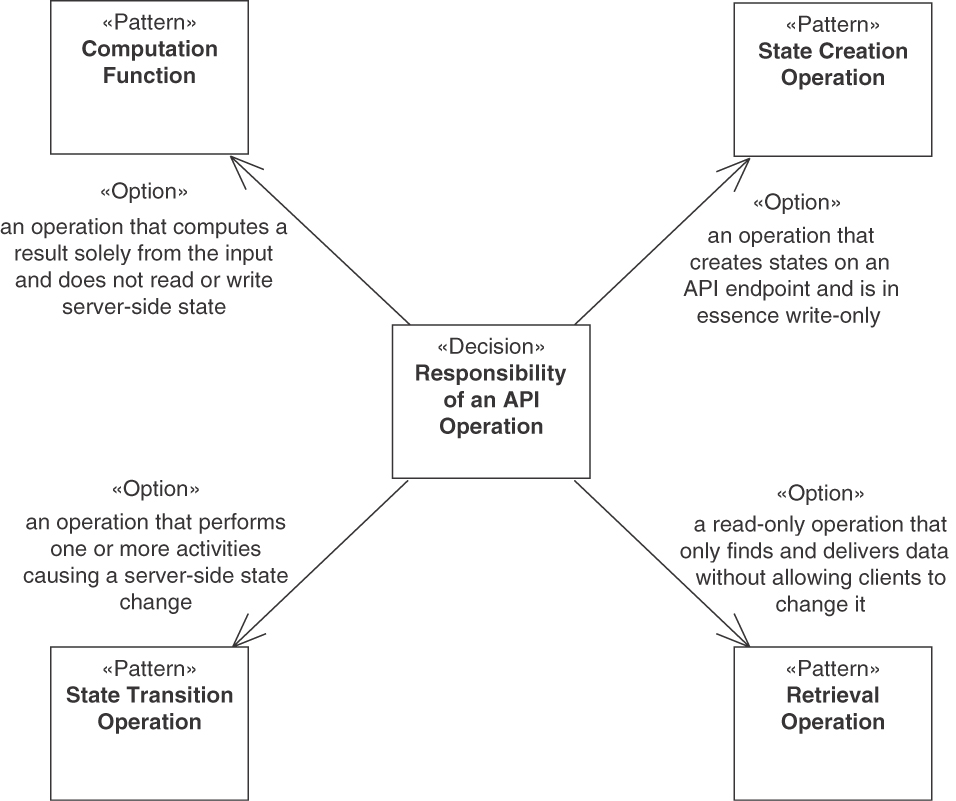 «Pattern»
Computation
Function
«Pattern»
State Creation
Operation
«Option»
an operation that computes a
result solely from the input
and does not read or write
server-side state
«Option»
an operation that
creates states on an
API endpoint and is in
essence write-only
«Decision»
Responsibility
of an API
Operation
«Option»
an operation that performs
one or more activities
causing a server-side state
change
«Option»
a read-only operation that
only finds and delivers data
without allowing clients to
change it
«Pattern»
State Transition
Operation
«Pattern»
Retrieval
Operation